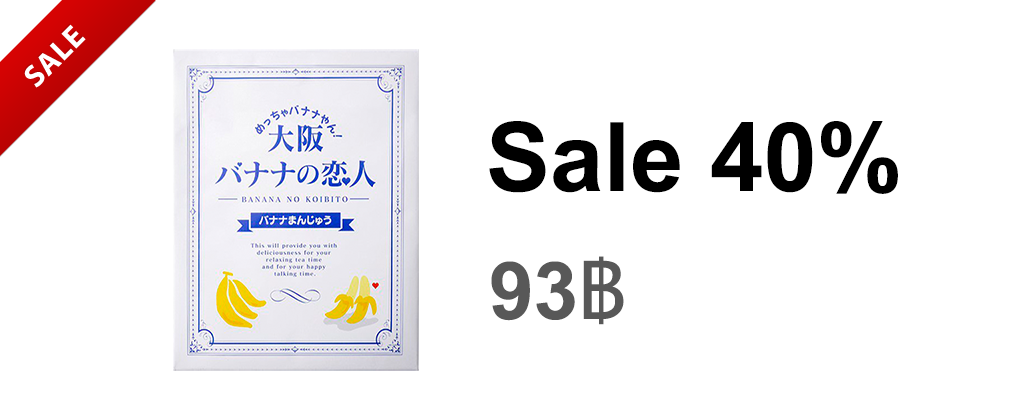 SALE
めっちゃバナナやん!
大阪
バナナの恋人
BANANA NO KOIBITO
バナナまんじゅう
This will provide you with
deliciousness for your
relaxing tea time
and for your happy
talking time.
Sale 40%
93฿